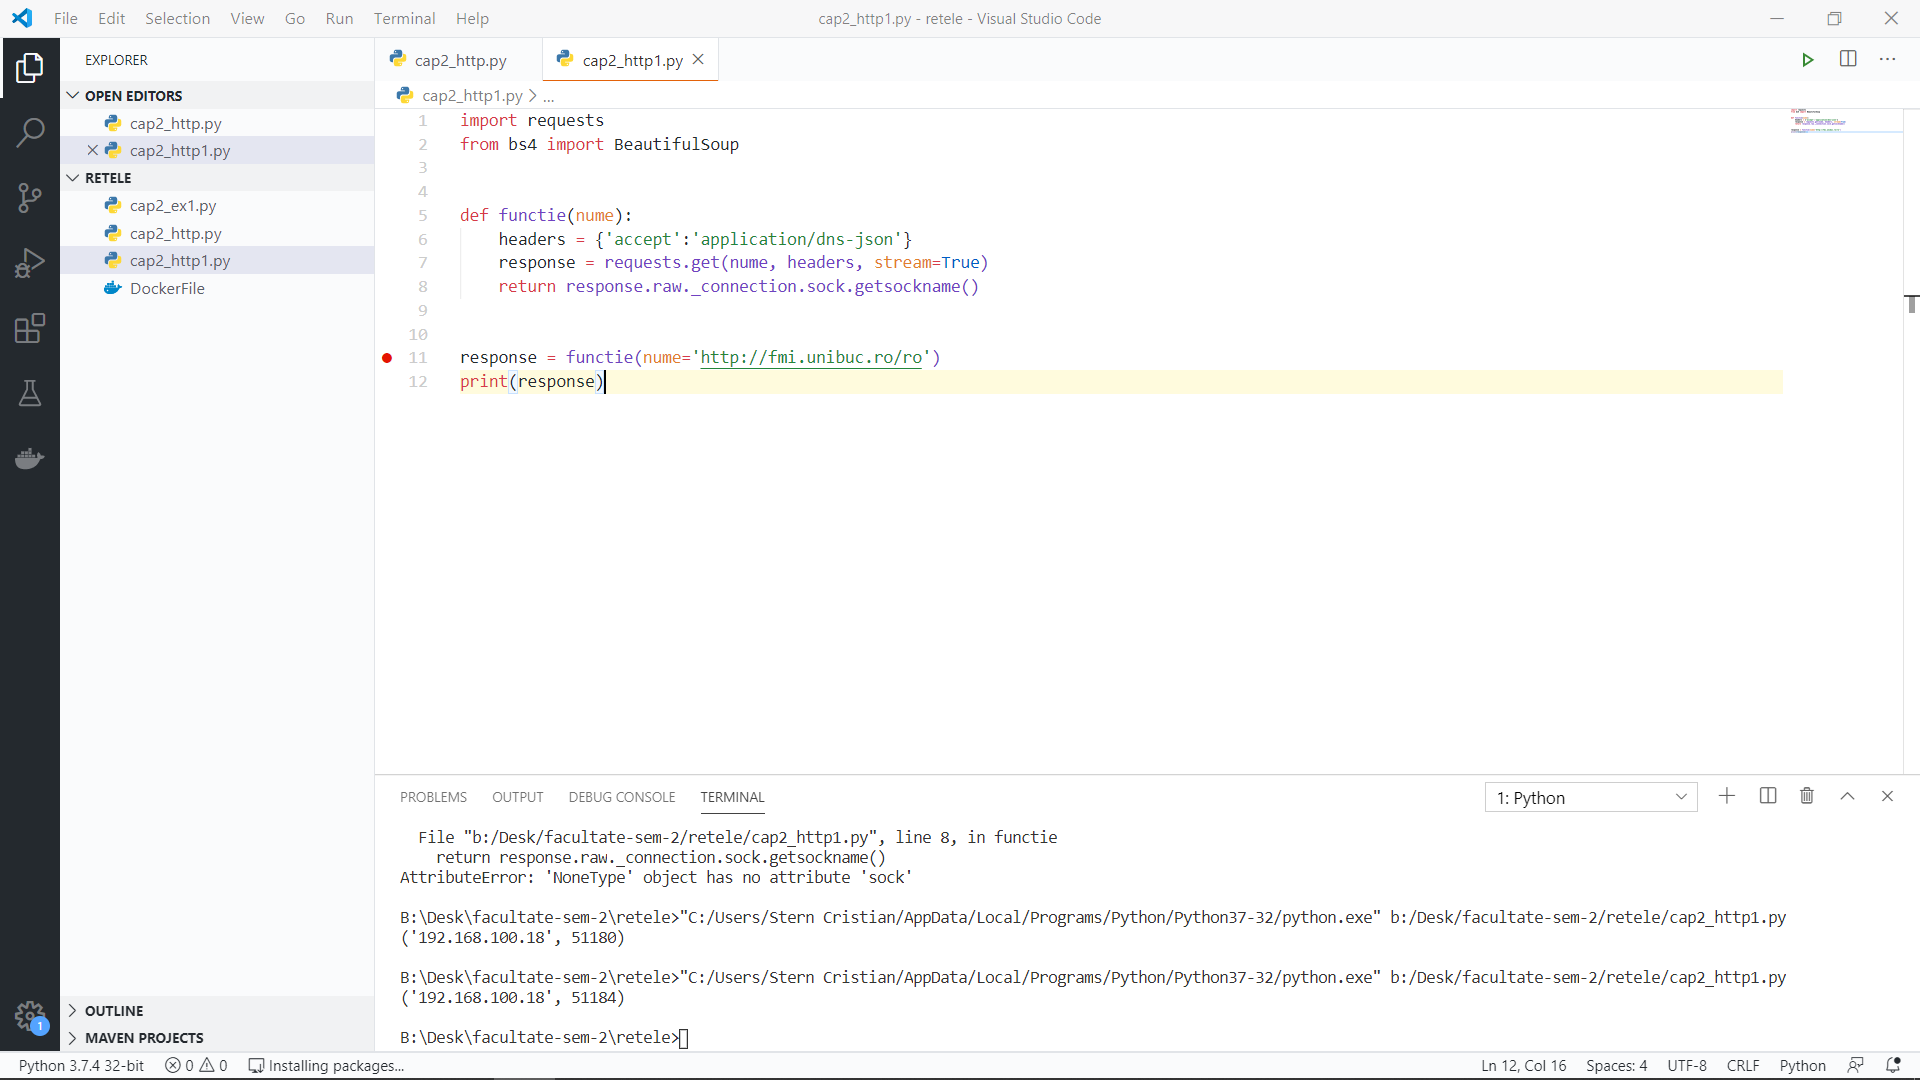 File Edit Selection View Go Run Terminal Help
cap2_http1.py - retele - Visual Studio Code
EXPLORER
OPEN EDITORS
cap2_http.py
cap2_http1.py
RETELE
cap2_ex1.py
cap2_http.py
cap2_http1.py
DockerFile
OUTLINE
MAVEN PROJECTS
cap2_http.py cap2_http1.py
cap2_http1.py > ...
1 import requests
2 from bs4 import BeautifulSoup
3
4
5 def functie(nume):
6 headers = {'accept':'application/dns-json'}
7 response = requests.get(nume, headers, stream=True)
8 return response.raw._connection.sock.getsockname()
9
10
11 response = functie(nume='http://fmi.unibuc.ro/ro')
12 print(response)
PROBLEMS OUTPUT DEBUG CONSOLE TERMINAL
1: Python
File "b:/Desk/facultate-sem-2/retele/cap2_http1.py", line 8, in functie
return response.raw._connection.sock.getsockname()
AttributeError: 'NoneType' object has no attribute 'sock'
B:\Desk\facultate-sem-2\retele>"C:/Users/Stern Cristian/AppData/Local/Programs/Python/Python37-32/python.exe" b:/Desk/facultate-sem-2/retele/cap2_http1.py
('192.168.100.18', 51180)
B:\Desk\facultate-sem-2\retele>"C:/Users/Stern Cristian/AppData/Local/Programs/Python/Python37-32/python.exe" b:/Desk/facultate-sem-2/retele/cap2_http1.py
('192.168.100.18', 51184)
B:\Desk\facultate-sem-2\retele>
1
Python 3.7.4 32-bit 0 0 Installing packages... Ln 12, Col 16 Spaces: 4 UTF-8 CRLF Python